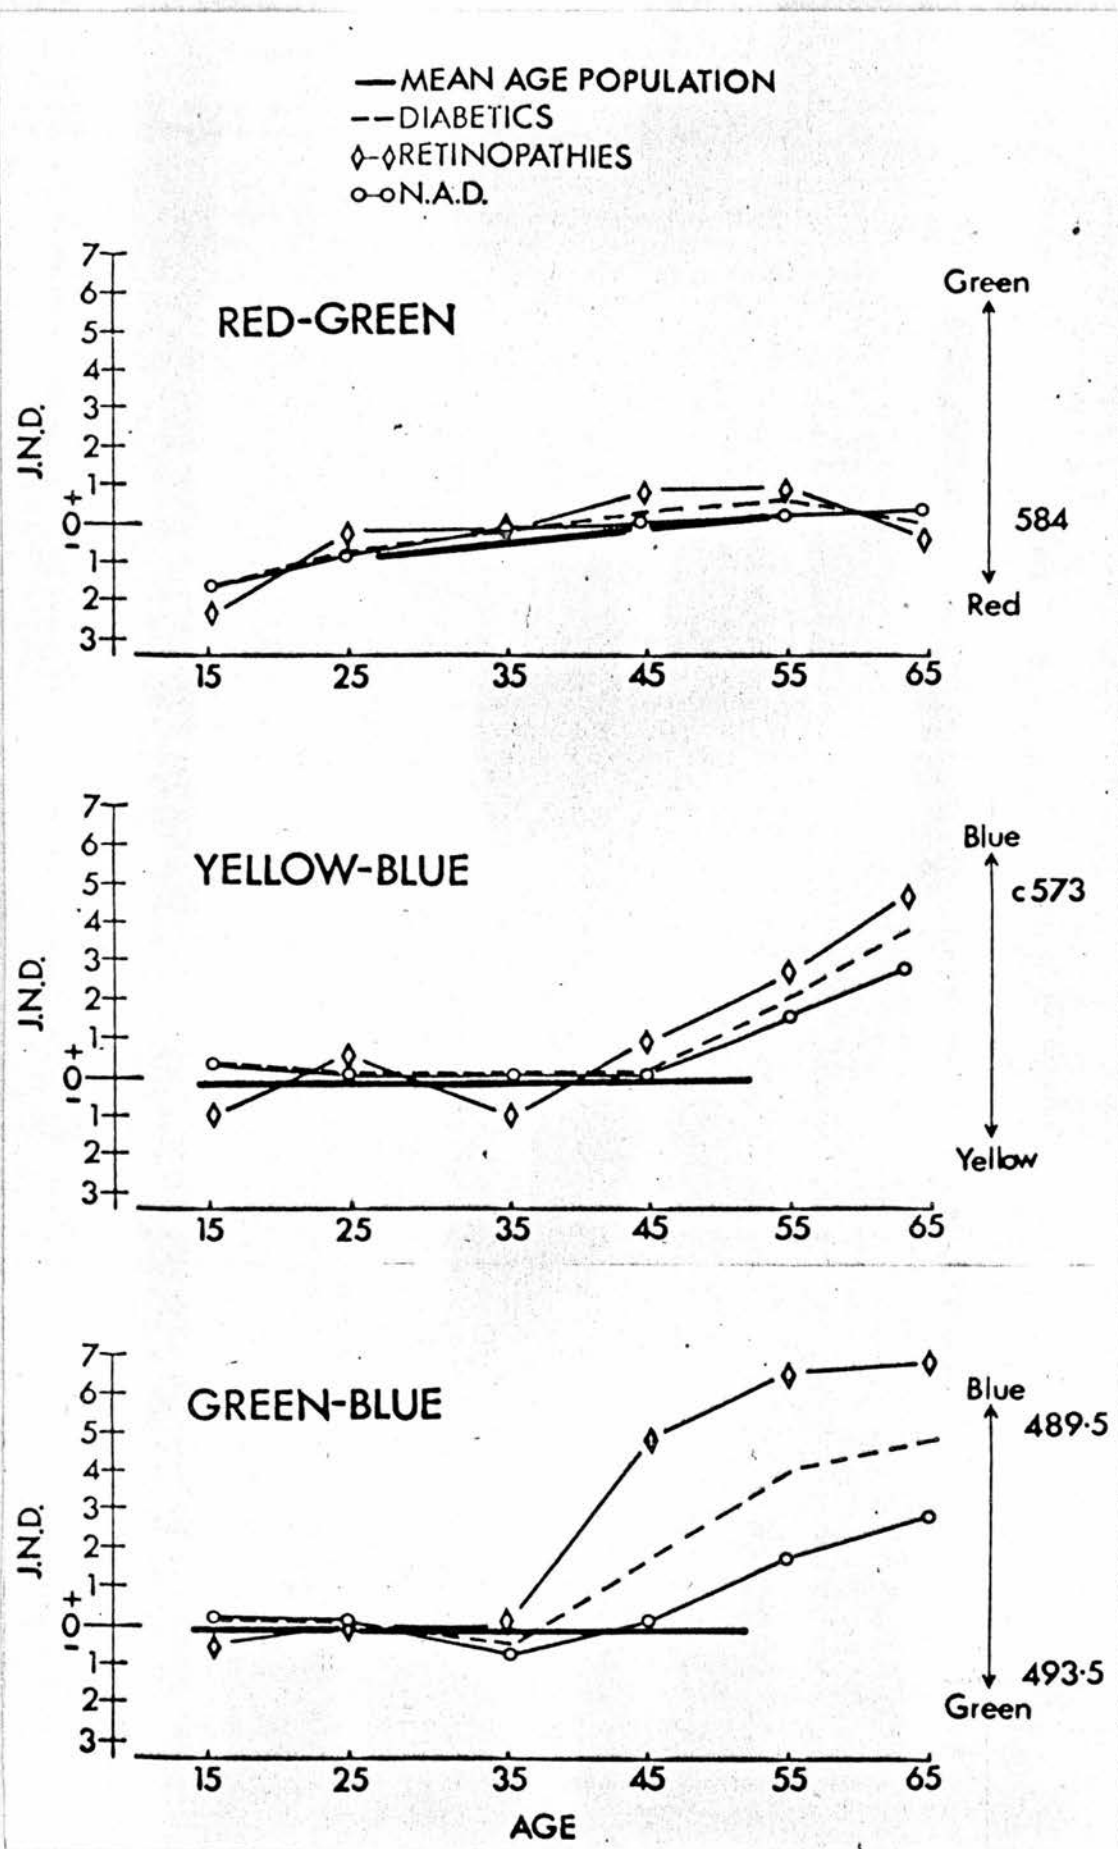 MEAN AGE POPULATION
DIABETICS
RETINOPATHIES
N.A.D.
RED-GREEN
J.N.D.
7
6
5
4
3
2
1
+
0
-
1
2
3
15 25 35 45 55 65
Green
584
Red
YELLOW-BLUE
J.N.D.
7
6
5
4
3
2
1
+
0
-
1
2
3
15 25 35 45 55 65
Blue
c573
Yellow
GREEN-BLUE
J.N.D.
7
6
5
4
3
2
1
+
0
-
1
2
3
15 25 35 45 55 65
Blue
489·5
493·5
Green
AGE